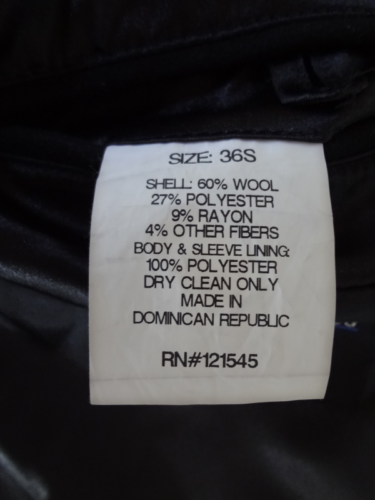 SIZE: 36S
SHELL: 60% WOOL
27% POLYESTER
9% RAYON
4% OTHER FIBERS
BODY & SLEEVE LINING:
100% POLYESTER
DRY CLEAN ONLY
MADE IN
DOMINICAN REPUBLIC
RN#121545